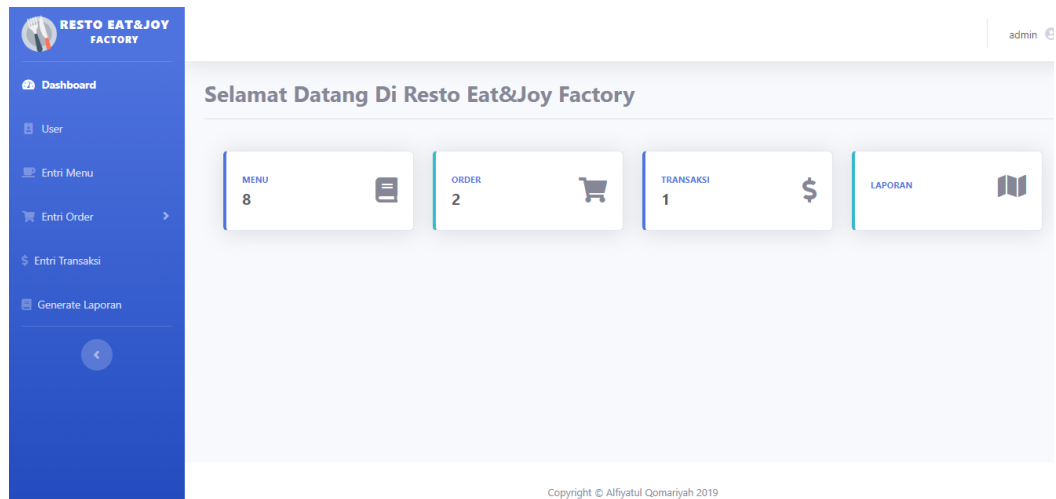 RESTO EAT&JOY
FACTORY
admin
Dashboard
User
Entri Menu
Entri Order
Entri Transaksi
Generate Laporan
Selamat Datang Di Resto Eat&Joy Factory
MENU
8
ORDER
2
TRANSAKSI
1
LAPORAN
Copyright © Alfiyatul Qomariyah 2019